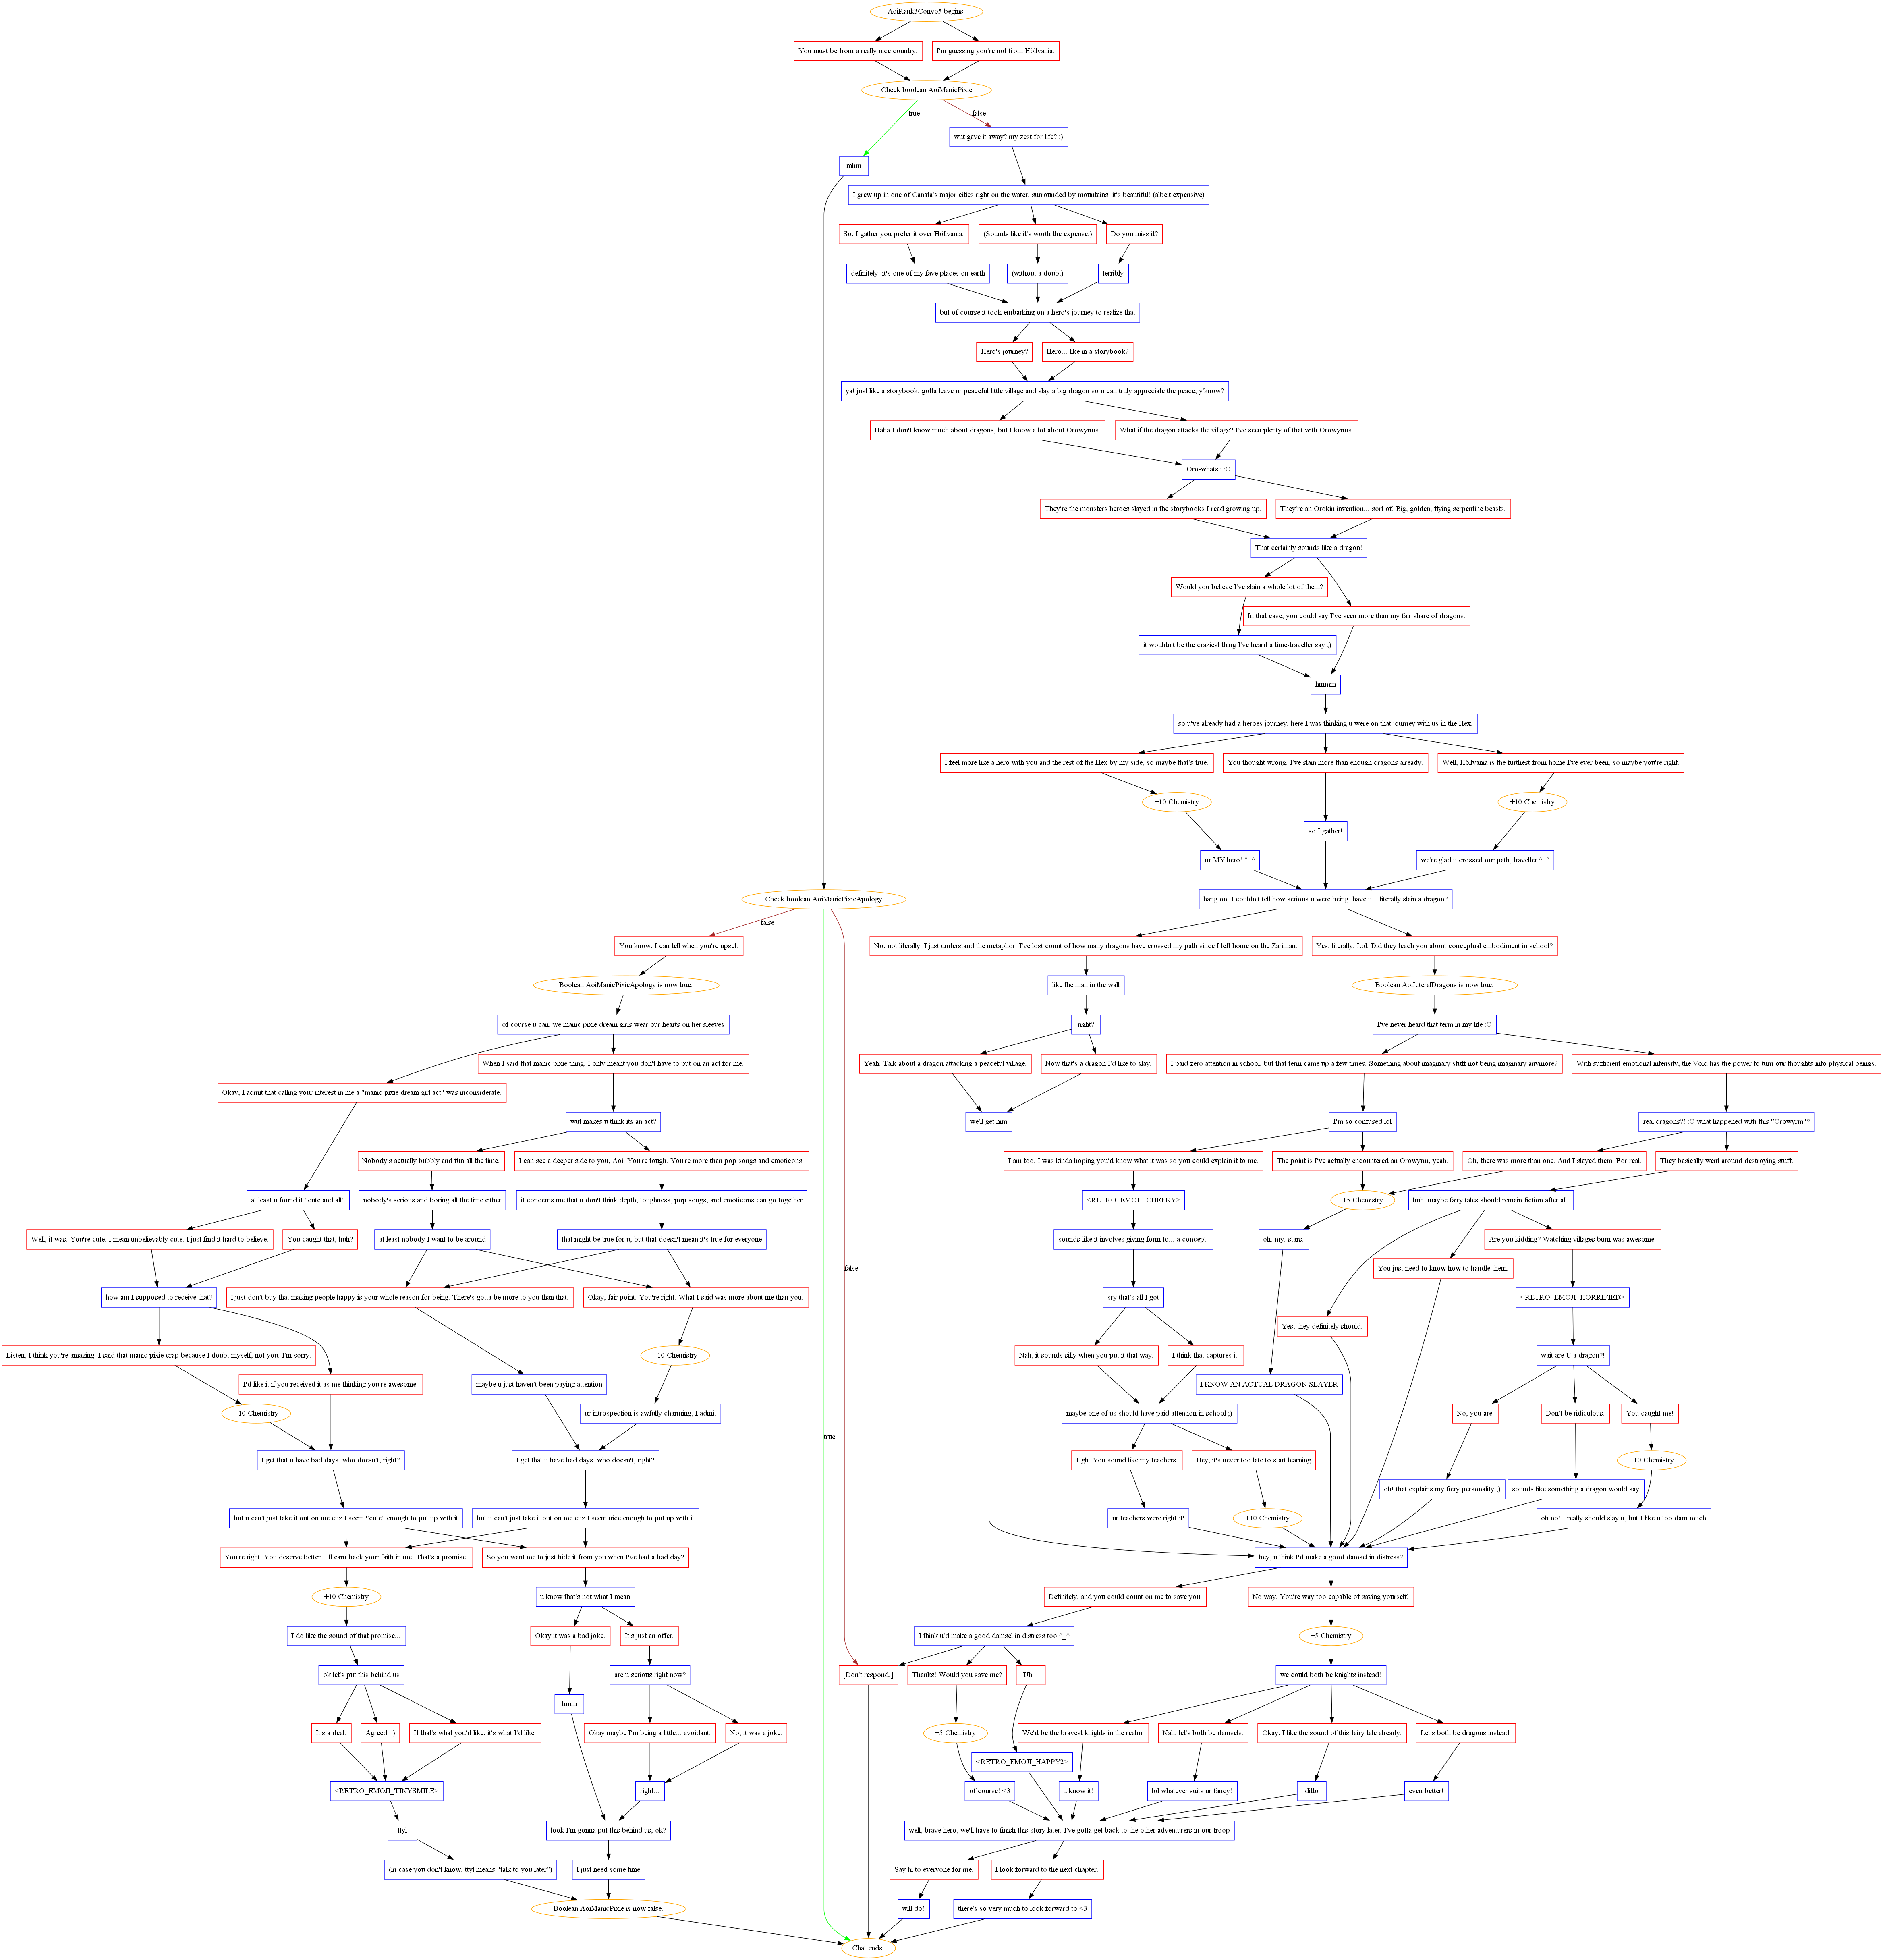 AoiRank3Convo5 begins.
You must be from a really nice country.
I'm guessing you're not from Höllvania.
Check boolean AoiManicPixie
true
false
wut gave it away? my zest for life? ;)
mhm
I grew up in one of Canata's major cities right on the water, surrounded by mountains. it's beautiful! (albeit expensive)
So, I gather you prefer it over Höllvania.
(Sounds like it's worth the expense.)
Do you miss it?
definitely! it's one of my fave places on earth
(without a doubt)
terribly
but of course it took embarking on a hero's journey to realize that
Hero's journey?
Hero... like in a storybook?
ya! just like a storybook. gotta leave ur peaceful little village and slay a big dragon so u can truly appreciate the peace, y'know?
Haha I don't know much about dragons, but I know a lot about Orowyrms.
What if the dragon attacks the village? I've seen plenty of that with Orowyrms.
Oro-whats? :O
They're the monsters heroes slayed in the storybooks I read growing up.
They're an Orokin invention... sort of. Big, golden, flying serpentine beasts.
That certainly sounds like a dragon!
Would you believe I've slain a whole lot of them?
In that case, you could say I've seen more than my fair share of dragons.
it wouldn't be the craziest thing I've heard a time-traveller say ;)
hmmm
so u've already had a heroes journey. here I was thinking u were on that journey with us in the Hex.
I feel more like a hero with you and the rest of the Hex by my side, so maybe that's true.
You thought wrong. I've slain more than enough dragons already.
Well, Höllvania is the furthest from home I've ever been, so maybe you're right.
+10 Chemistry
+10 Chemistry
so I gather!
ur MY hero! ^_^
we're glad u crossed our path, traveller ^_^
Check boolean AoiManicPixieApology
hang on. I couldn't tell how serious u were being. have u... literally slain a dragon?
false
You know, I can tell when you're upset.
No, not literally. I just understand the metaphor. I've lost count of how many dragons have crossed my path since I left home on the Zariman.
Yes, literally. Lol. Did they teach you about conceptual embodiment in school?
Boolean AoiManicPixieApology is now true.
like the man in the wall
Boolean AoiLiteralDragons is now true.
of course u can. we manic pixie dream girls wear our hearts on her sleeves
right?
I've never heard that term in my life :O
When I said that manic pixie thing, I only meant you don't have to put on an act for me.
Yeah. Talk about a dragon attacking a peaceful village.
Now that's a dragon I'd like to slay.
I paid zero attention in school, but that term came up a few times. Something about imaginary stuff not being imaginary anymore?
With sufficient emotional intensity, the Void has the power to turn our thoughts into physical beings.
Okay, I admit that calling your interest in me a "manic pixie dream girl act" was inconsiderate.
wut makes u think its an act?
we'll get him
I'm so confused lol
real dragons?! :O what happened with this "Orowyrm"?
Nobody's actually bubbly and fun all the time.
I can see a deeper side to you, Aoi. You're tough. You're more than pop songs and emoticons.
I am too. I was kinda hoping you'd know what it was so you could explain it to me.
The point is I've actually encountered an Orowyrm, yeah.
Oh, there was more than one. And I slayed them. For real.
They basically went around destroying stuff.
at least u found it "cute and all"
nobody's serious and boring all the time either
it concerns me that u don't think depth, toughness, pop songs, and emoticons can go together
<RETRO_EMOJI_CHEEKY>
+5 Chemistry
huh. maybe fairy tales should remain fiction after all.
Well, it was. You're cute. I mean unbelievably cute. I just find it hard to believe.
You caught that, huh?
at least nobody I want to be around
that might be true for u, but that doesn't mean it's true for everyone
sounds like it involves giving form to... a concept.
oh. my. stars.
Are you kidding? Watching villages burn was awesome.
false
You just need to know how to handle them.
how am I supposed to receive that?
I just don't buy that making people happy is your whole reason for being. There's gotta be more to you than that.
Okay, fair point. You're right. What I said was more about me than you.
sry that's all I got
<RETRO_EMOJI_HORRIFIED>
Yes, they definitely should.
Listen, I think you're amazing. I said that manic pixie crap because I doubt myself, not you. I'm sorry.
+10 Chemistry
Nah, it sounds silly when you put it that way.
I think that captures it.
wait are U a dragon?!
I'd like it if you received it as me thinking you're awesome.
maybe u just haven't been paying attention
I KNOW AN ACTUAL DRAGON SLAYER
+10 Chemistry
ur introspection is awfully charming, I admit
maybe one of us should have paid attention in school ;)
No, you are.
Don't be ridiculous.
You caught me!
true
I get that u have bad days. who doesn't, right?
I get that u have bad days. who doesn't, right?
Ugh. You sound like my teachers.
Hey, it's never too late to start learning
+10 Chemistry
oh! that explains my fiery personality ;)
sounds like something a dragon would say
but u can't just take it out on me cuz I seem "cute" enough to put up with it
but u can't just take it out on me cuz I seem nice enough to put up with it
ur teachers were right :P
+10 Chemistry
oh no! I really should slay u, but I like u too darn much
You're right. You deserve better. I'll earn back your faith in me. That's a promise.
So you want me to just hide it from you when I've had a bad day?
hey, u think I'd make a good damsel in distress?
+10 Chemistry
u know that's not what I mean
Definitely, and you could count on me to save you.
No way. You're way too capable of saving yourself.
I do like the sound of that promise...
Okay it was a bad joke.
It's just an offer.
I think u'd make a good damsel in distress too ^_^
+5 Chemistry
ok let's put this behind us
are u serious right now?
[Don't respond.]
Thanks! Would you save me?
Uh...
we could both be knights instead!
hmm
It's a deal.
Agreed. :)
If that's what you'd like, it's what I'd like.
Okay maybe I'm being a little... avoidant.
No, it was a joke.
+5 Chemistry
We'd be the bravest knights in the realm.
Nah, let's both be damsels.
Okay, I like the sound of this fairy tale already.
Let's both be dragons instead.
<RETRO_EMOJI_HAPPY2>
<RETRO_EMOJI_TINYSMILE>
right...
of course! <3
u know it!
lol whatever suits ur fancy!
ditto
even better!
ttyl
look I'm gonna put this behind us, ok?
well, brave hero, we'll have to finish this story later. I've gotta get back to the other adventurers in our troop
(in case you don't know, ttyl means "talk to you later")
I just need some time
Say hi to everyone for me.
I look forward to the next chapter.
Boolean AoiManicPixie is now false.
will do!
there's so very much to look forward to <3
Chat ends.